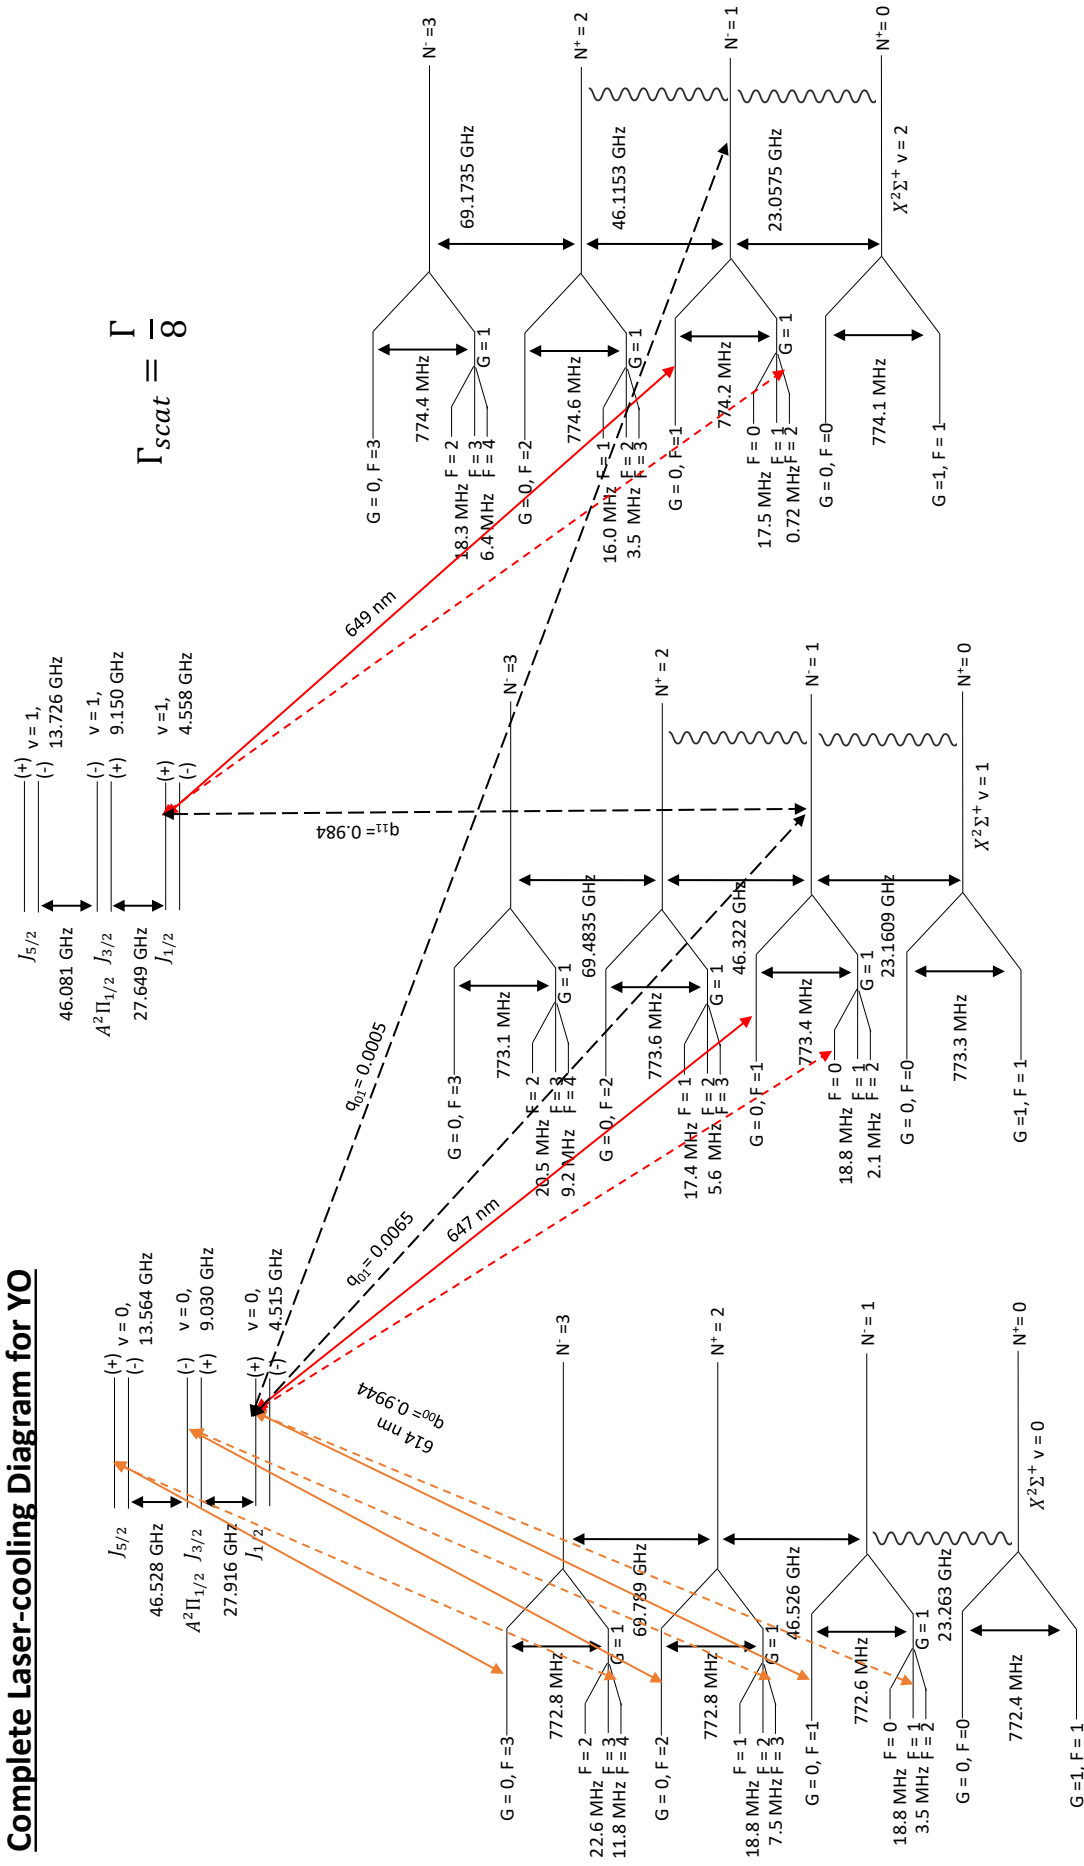 Complete Laser-cooling Diagram for YO
Γ_scat = Γ/8
J5/2
(+) v = 0,
(-) 13.564 GHz
46.528 GHz
A²Π1/2 J3/2
(-) v = 0,
(+) 9.030 GHz
27.916 GHz
J1/2
(+) v = 0,
(-) 4.515 GHz
614 nm
q00= 0.9944
G = 0, F =3
N⁻=3
772.8 MHz
G=1
22.6 MHz F = 2
F = 3
11.8 MHz F = 4
69.789 GHz
G = 0, F =2
N⁺= 2
772.8 MHz
G=1
18.8 MHz F = 1
F = 2
7.5 MHz F = 3
46.526 GHz
G = 0, F =1
N⁻= 1
772.6 MHz
G=1
18.8 MHz F = 0
F = 1
3.5 MHz F = 2
23.263 GHz
G = 0, F=0
N⁺=0
772.4 MHz
G=1, F = 1
X²Σ⁺ v = 0
J5/2
(+) v = 1,
(-) 13.726 GHz
46.081 GHz
A²Π1/2 J3/2
(-) v = 1,
(+) 9.150 GHz
27.649 GHz
J1/2
(+) v =1,
(-) 4.558 GHz
q11= 0.984
q01= 0.0005
q01= 0.0065
647 nm
649 nm
G = 0, F =3
N⁻=3
773.1 MHz
G=1
20.5 MHz F = 2
F = 3
9.2 MHz F = 4
69.4835 GHz
G = 0, F=2
N⁺ = 2
773.6 MHz
G=1
17.4 MHz F = 1
F = 2
5.6 MHz F = 3
46.322 GHz
G = 0, F =1
N⁻= 1
773.4 MHz
G=1
18.8 MHz F = 0
F = 1
2.1 MHz F = 2
23.1609 GHz
G = 0, F=0
N⁺=0
773.3 MHz
G=1, F = 1
X²Σ⁺ v = 1
G = 0, F =3
N⁻=3
774.4 MHz
G = 1
18.3 MHz F = 2
F = 3
6.4 MHz F = 4
69.1735 GHz
G = 0, F =2
N⁺ = 2
774.6 MHz
G = 1
16.0 MHz F = 1
F = 2
3.5 MHz F = 3
46.1153 GHz
G = 0, F=1
N⁻= 1
774.2 MHz
G = 1
17.5 MHz F = 0
F = 1
0.72 MHz F = 2
23.0575 GHz
G = 0, F=0
N⁺= 0
774.1 MHz
G =1, F = 1
X²Σ⁺ v = 2